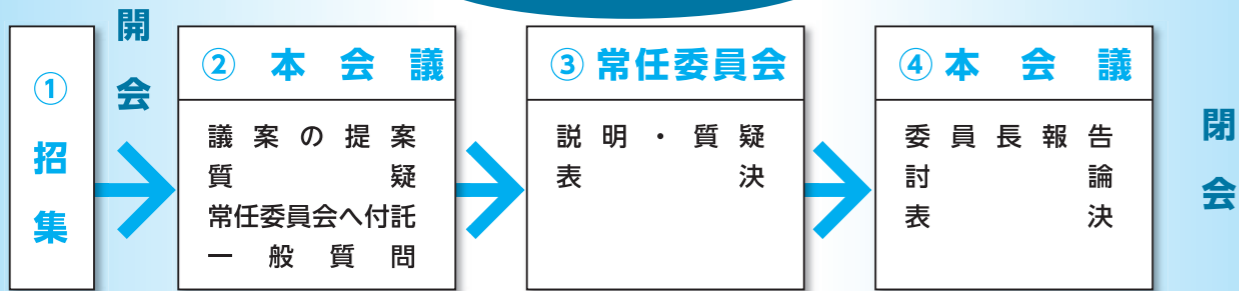 ① 招集
開会
② 本会議
議案の提案
質疑
常任委員会へ付託
一般質問
③ 常任委員会
説明・質疑
表決
④ 本会議
委員長報告
討論
表決
閉会